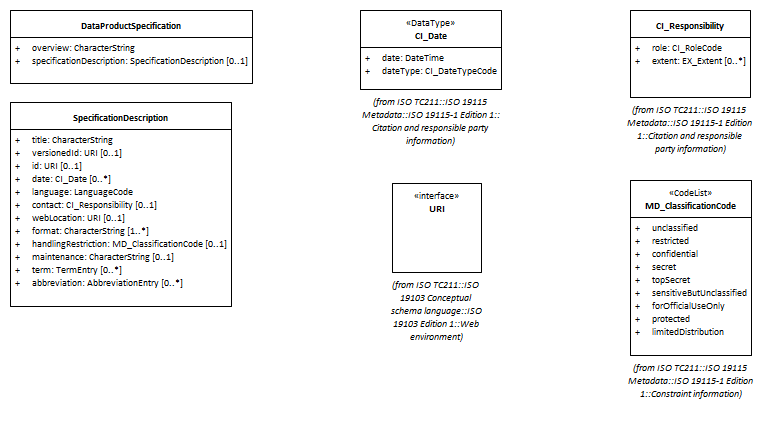 DataProductSpecification
+ overview: CharacterString
+ specificationDescription: SpecificationDescription [0..1]
SpecificationDescription
+ title: CharacterString
+ versionedId: URI [0..1]
+ id: URI [0..1]
+ date: CI_Date [0..*]
+ language: LanguageCode
+ contact: CI_Responsibility [0..1]
+ webLocation: URI [0..1]
+ format: CharacterString [1..*]
+ handlingRestriction: MD_ClassificationCode [0..1]
+ maintenance: CharacterString [0..1]
+ term: TermEntry [0..*]
+ abbreviation: AbbreviationEntry [0..*]
«DataType»
CI_Date
+ date: DateTime
+ dateType: CI_DateTypeCode
(from ISO TC211::ISO 19115
Metadata::ISO 19115-1 Edition 1::
Citation and responsible party
information)
«interface»
URI
(from ISO TC211::ISO
19103 Conceptual
schema language::ISO
19103 Edition 1::Web
environment)
CI_Responsibility
+ role: CI_RoleCode
+ extent: EX_Extent [0..*]
(from ISO TC211::ISO 19115
Metadata::ISO 19115-1 Edition
1::Citation and responsible
party information)
«CodeList»
MD_ClassificationCode
+ unclassified
+ restricted
+ confidential
+ secret
+ topSecret
+ sensitiveButUnclassified
+ forOfficialUseOnly
+ protected
+ limitedDistribution
(from ISO TC211::ISO 19115
Metadata::ISO 19115-1 Edition
1::Constraint information)